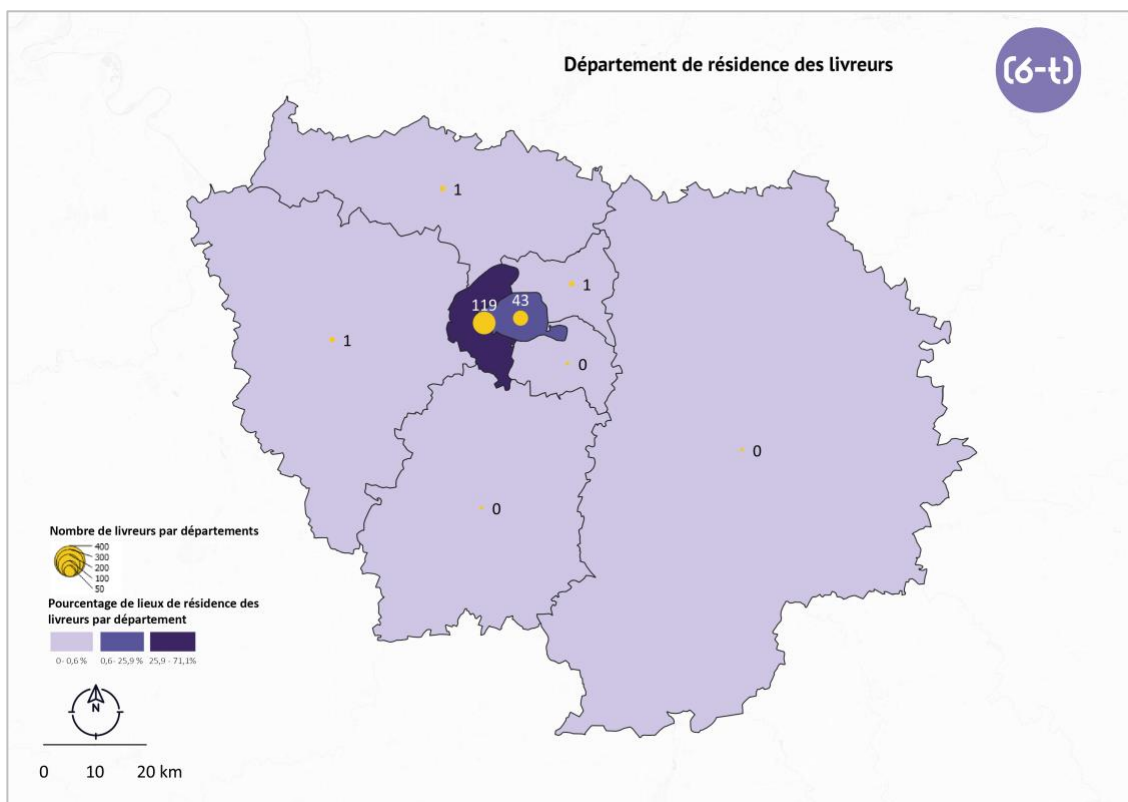 Département de résidence des livreurs
(6-t)
1
1
119
43
1
0
0
0
Nombre de livreurs par départements
400
300
200
100
50
Pourcentage de lieux de résidence des
livreurs par département
0- 0,6 % 0,6- 25,9 % 25,9 - 71,1%
N
0 10 20 km